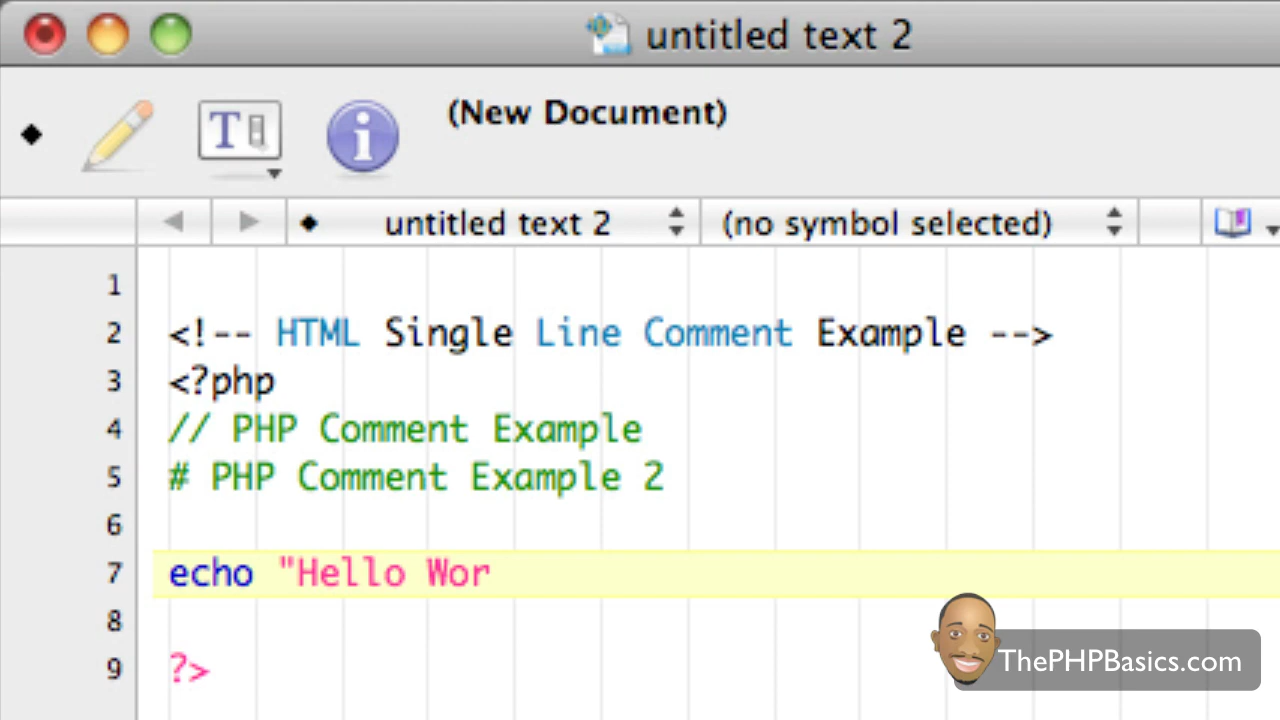 untitled text 2
(New Document)
untitled text 2 (no symbol selected)
1
2 <!-- HTML Single Line Comment Example -->
3 <?php
4 // PHP Comment Example
5 # PHP Comment Example 2
6
7 echo "Hello Wor
8
9 ?>
ThePHPBasics.com